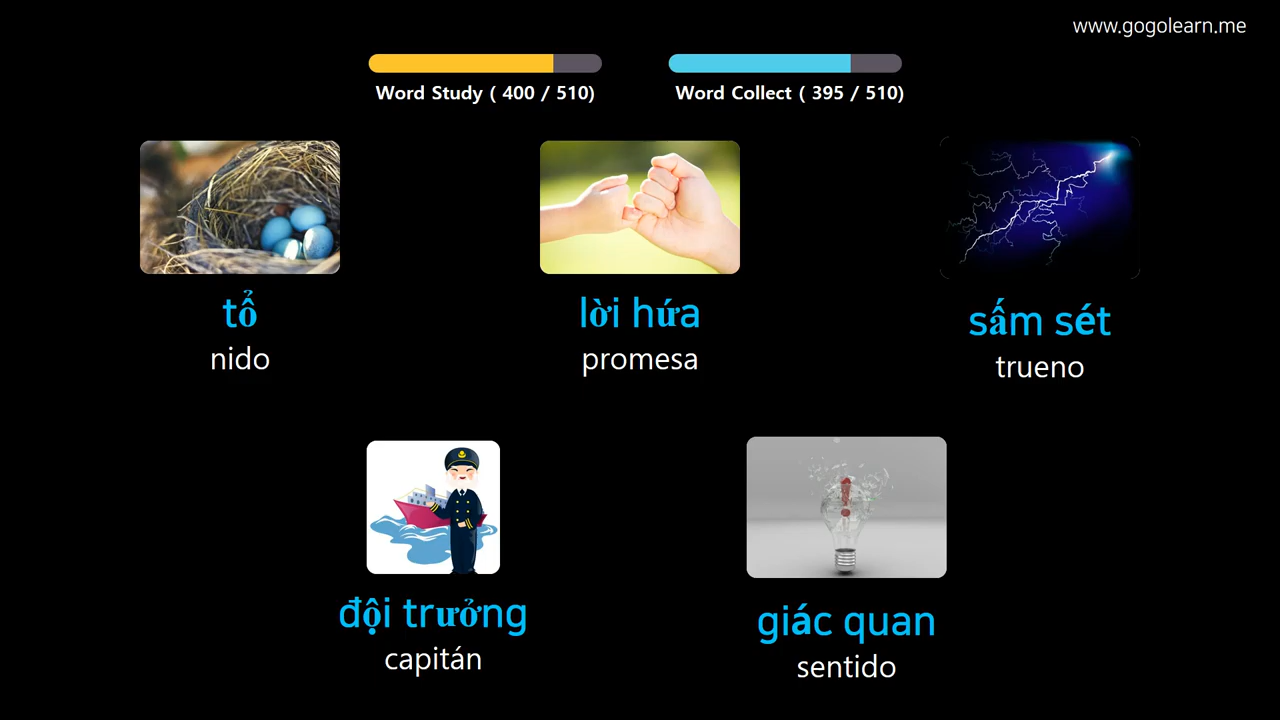 www.gogolearn.me
Word Study ( 400 / 510)
Word Collect ( 395 / 510)
tổ
nido
lời hứa
promesa
sấm sét
trueno
đội trưởng
capitán
giác quan
sentido